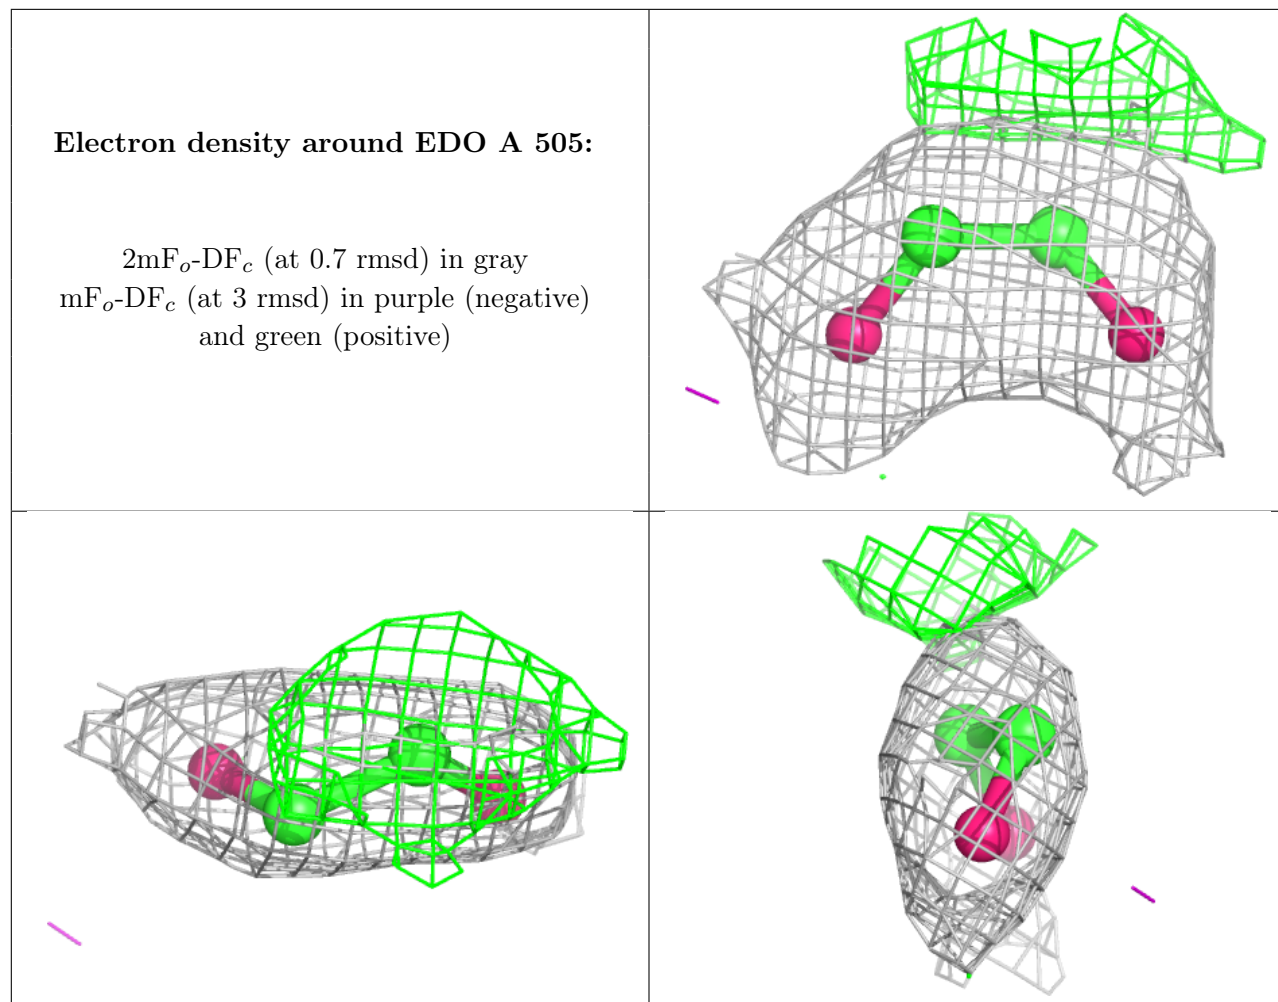 Electron density around EDO A 505:
2mFo-DFc (at 0.7 rmsd) in gray
mFo-DFc (at 3 rmsd) in purple (negative)
and green (positive)